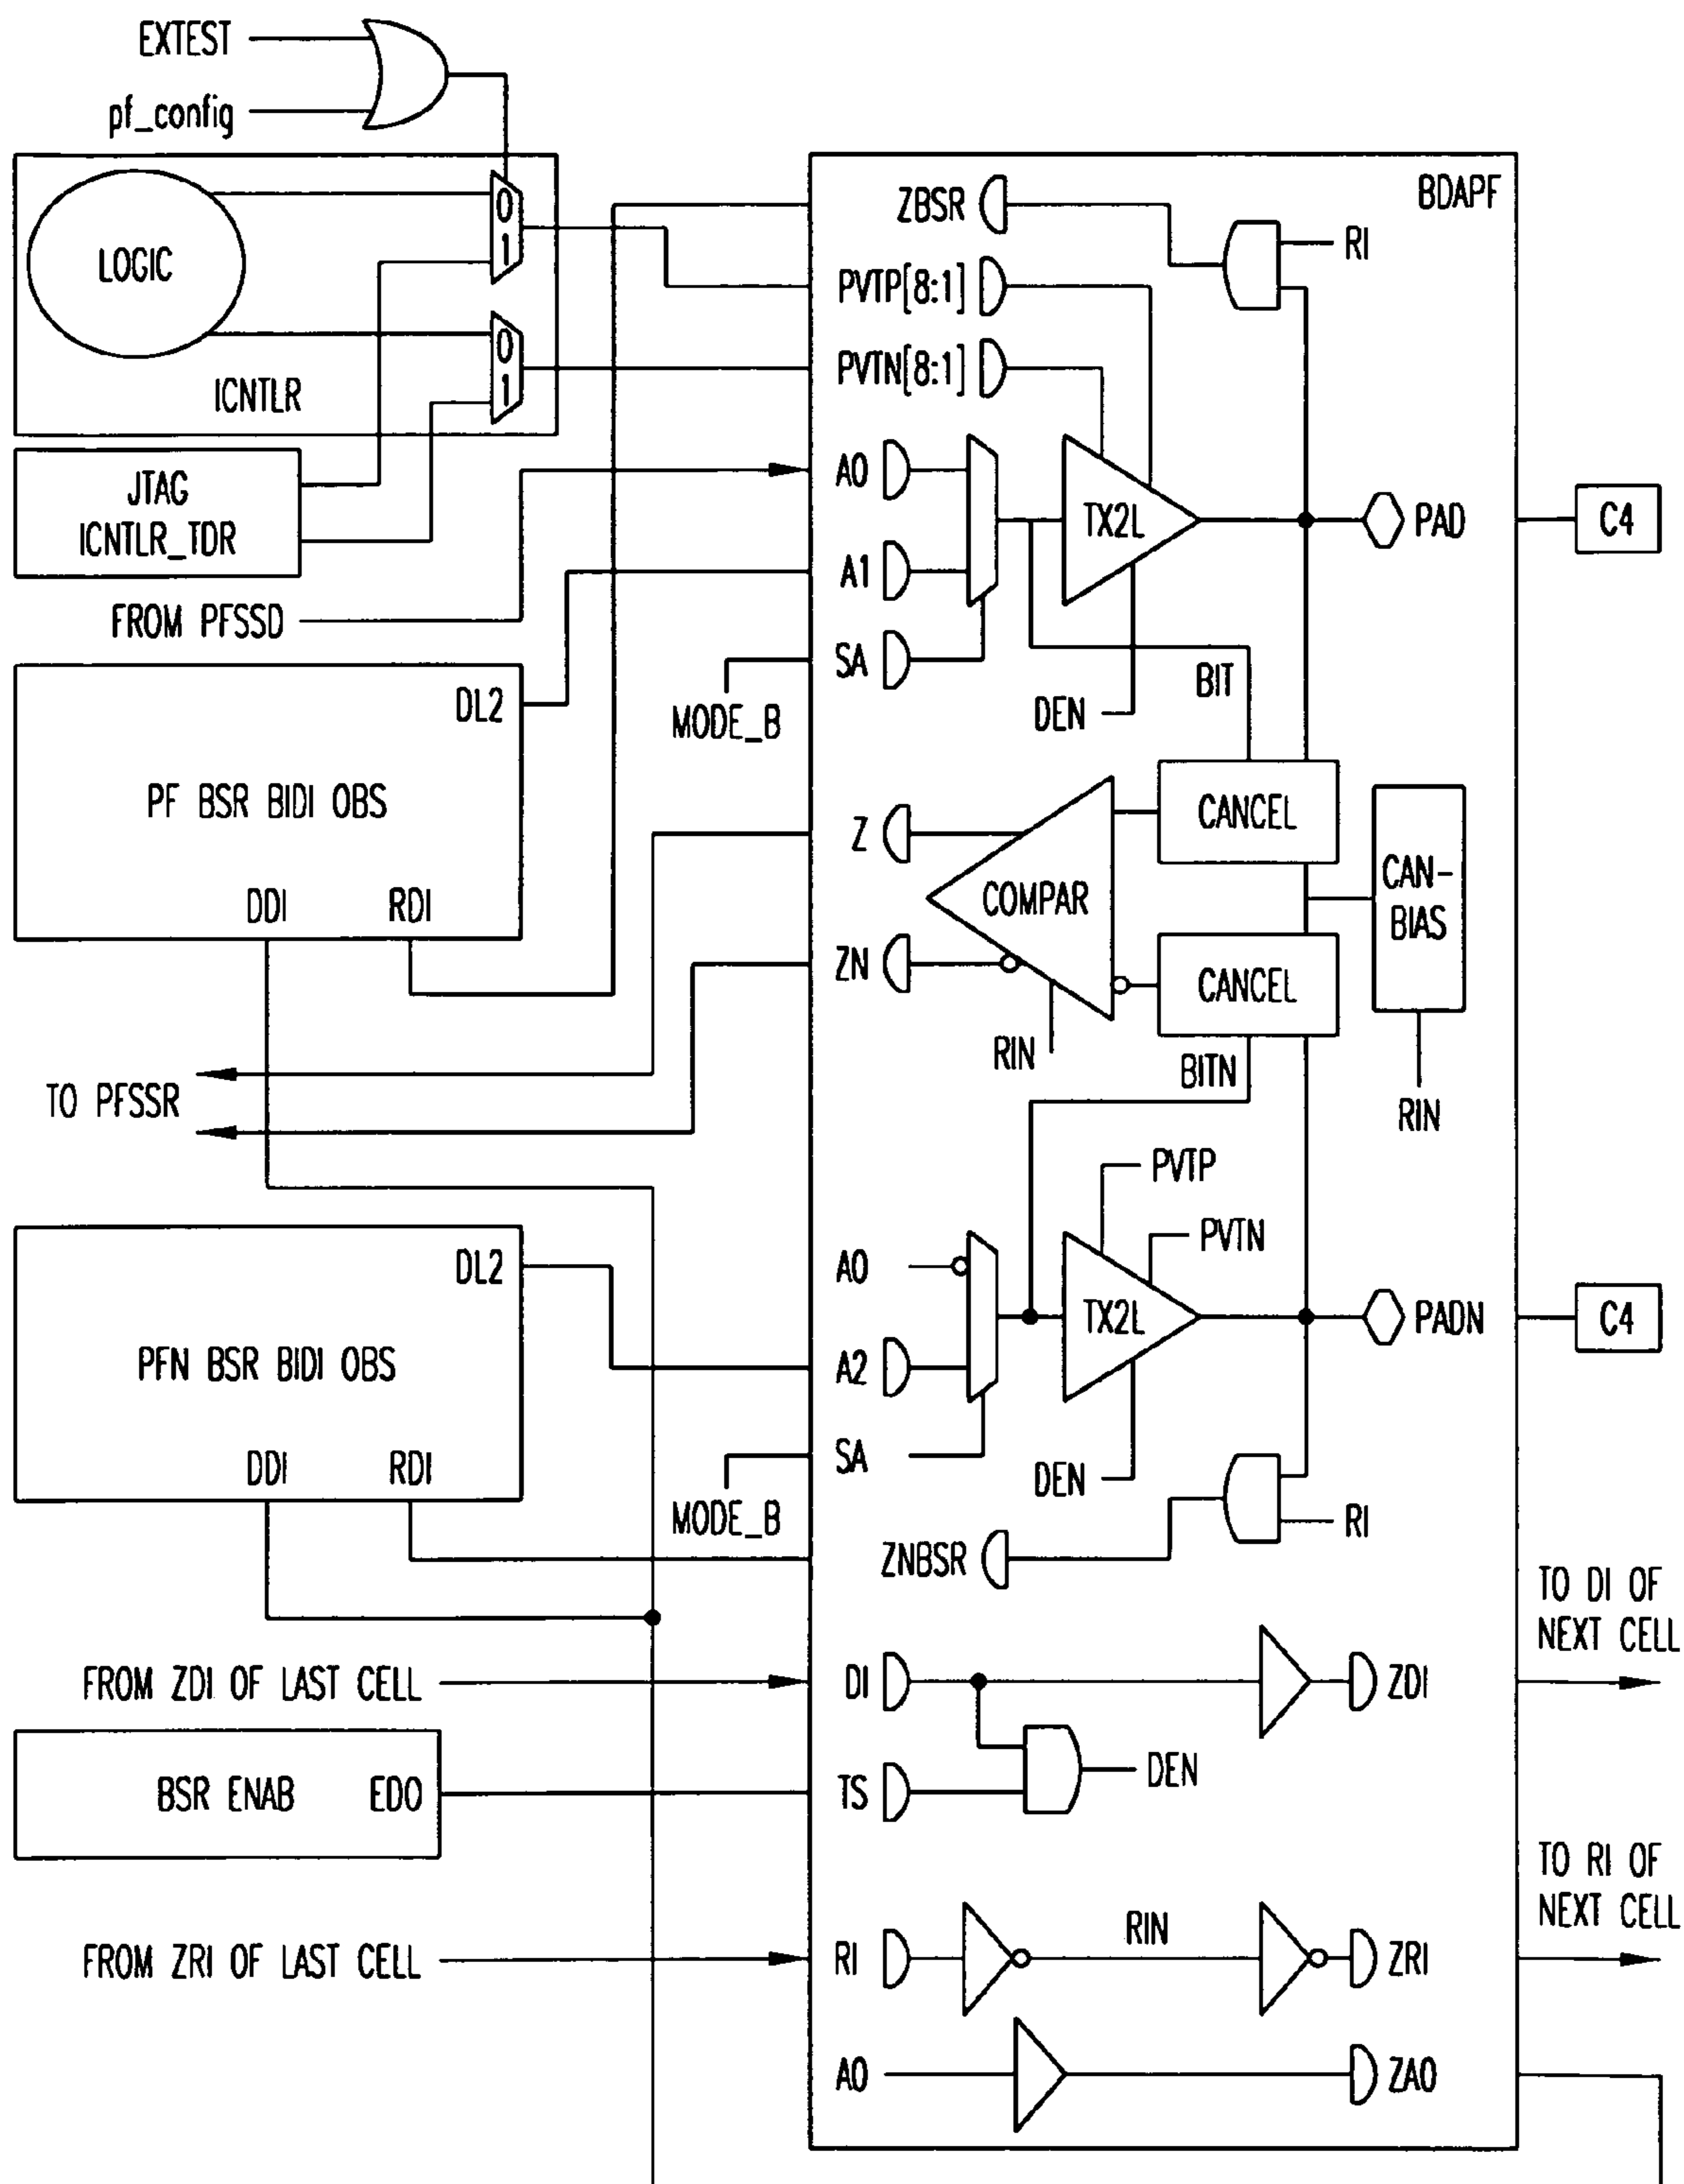 EXTEST
pf_config
LOGIC
0
1
0
1
ICNTLR
JTAG
ICNTLR_TDR
FROM PFSSD
DL2
PF BSR BIDI OBS
DDI
RDI
TO PFSSR
DL2
PFN BSR BIDI OBS
DDI
RDI
FROM ZDI OF LAST CELL
BSR ENAB
EDO
FROM ZRI OF LAST CELL
MODE_B
MODE_B
BDAPF
ZBSR
RI
PVTP[8:1]
PVTN[8:1]
A0
A1
SA
TX2L
DEN
BIT
PAD
C4
CANCEL
Z
COMPAR
ZN
RIN
CANCEL
BITN
CAN-
BIAS
RIN
PVTP
PVTN
A0
A2
SA
TX2L
DEN
PADN
C4
RI
ZNBSR
DI
ZDI
TO DI OF
NEXT CELL
TS
DEN
RI
RIN
ZRI
TO RI OF
NEXT CELL
A0
ZA0